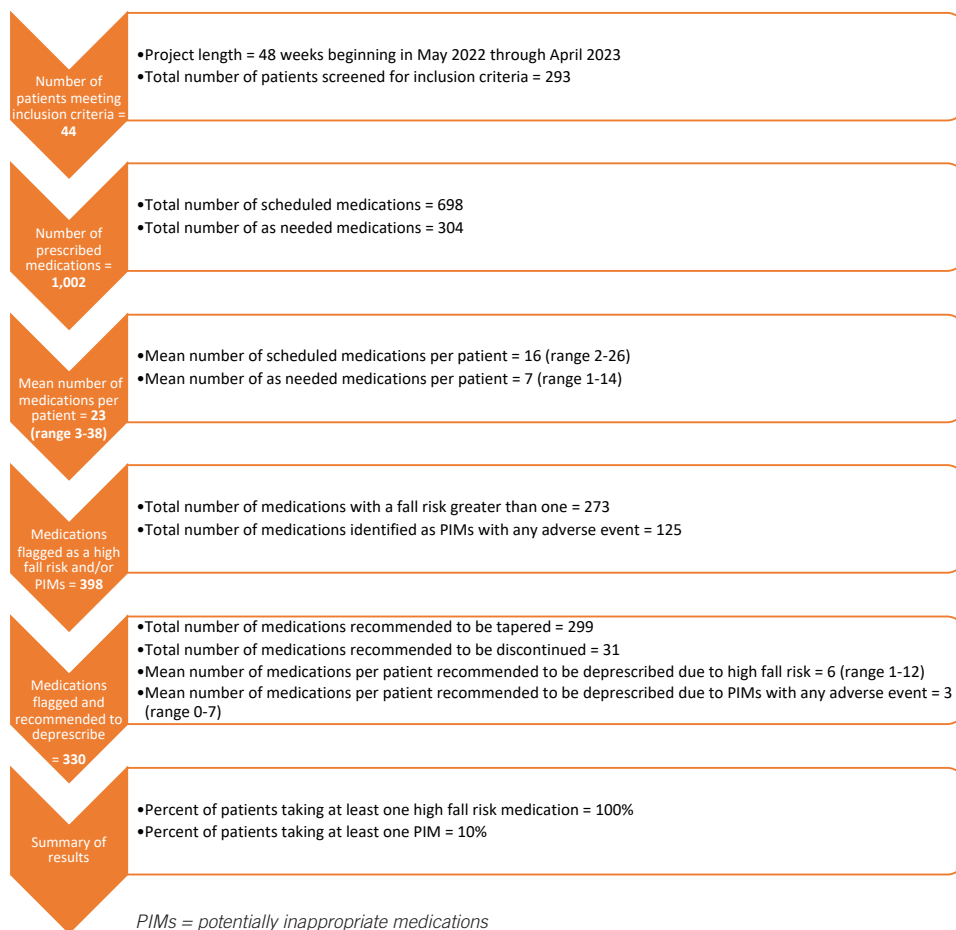 Number of
patients meeting
inclusion criteria =
44
•Project length = 48 weeks beginning in May 2022 through April 2023
•Total number of patients screened for inclusion criteria = 293
Number of
prescribed
medications =
1,002
•Total number of scheduled medications = 698
•Total number of as needed medications = 304
Mean number of
medications per
patient = 23
(range 3-38)
•Mean number of scheduled medications per patient = 16 (range 2-26)
•Mean number of as needed medications per patient = 7 (range 1-14)
Medications
flagged as a high
fall risk and/or
PIMs = 398
•Total number of medications with a fall risk greater than one = 273
•Total number of medications identified as PIMs with any adverse event = 125
Medications
flagged and
recommended to
deprescribe
= 330
•Total number of medications recommended to be tapered = 299
•Total number of medications recommended to be discontinued = 31
•Mean number of medications per patient recommended to be deprescribed due to high fall risk = 6 (range 1-12)
•Mean number of medications per patient recommended to be deprescribed due to PIMs with any adverse event = 3
(range 0-7)
Summary of
results
•Percent of patients taking at least one high fall risk medication = 100%
•Percent of patients taking at least one PIM = 10%
PIMs = potentially inappropriate medications